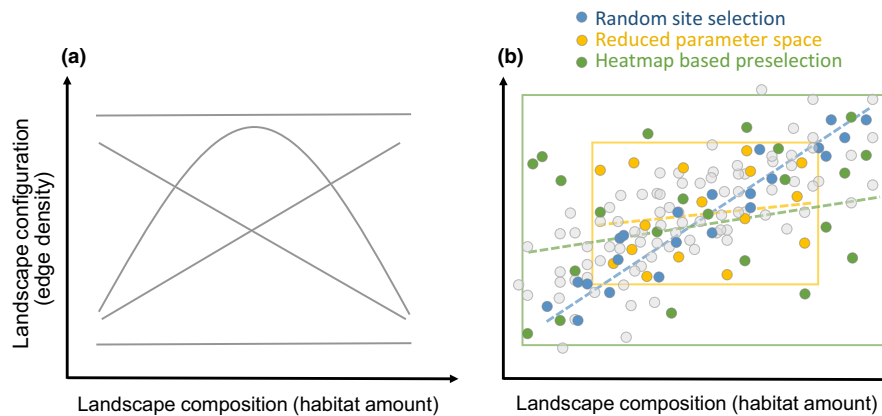 Random site selection
Reduced parameter space
Heatmap based preselection
(a)
(b)
Landscape configuration
(edge density)
Landscape composition (habitat amount)
Landscape composition (habitat amount)